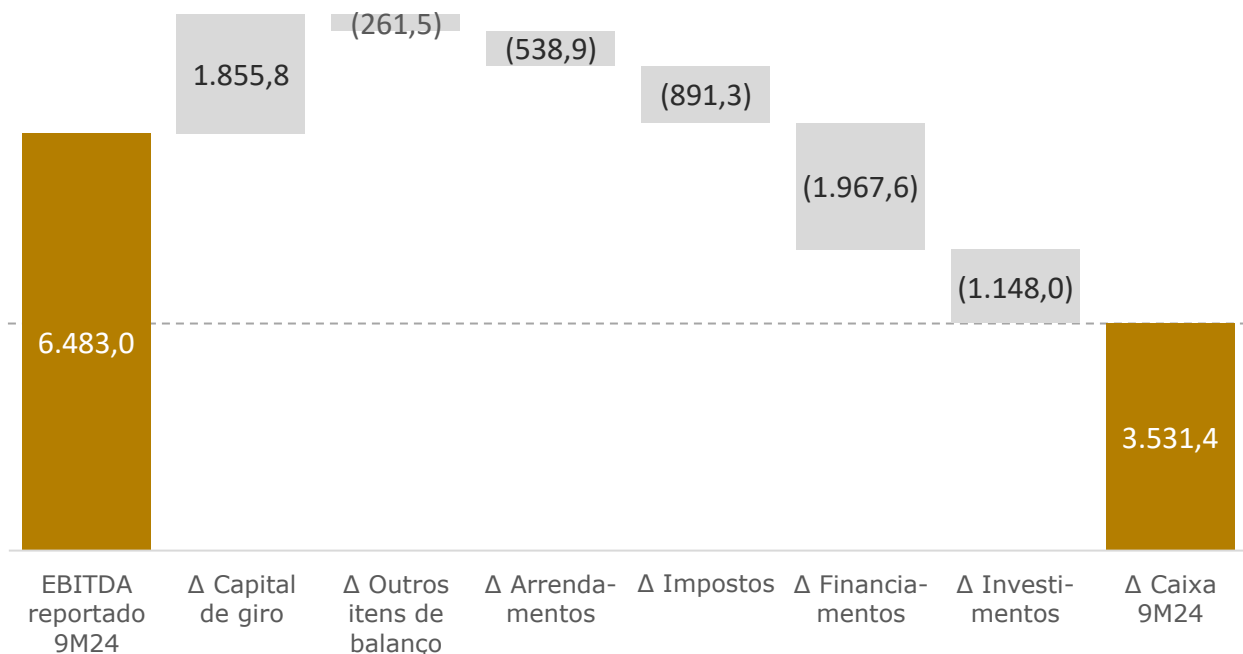 (261,5)
1.855,8
(538,9)
(891,3)
(1.967,6)
(1.148,0)
6.483,0
3.531,4
EBITDA
reportado
9M24
Δ Capital
de giro
Δ Outros
itens de
balanço
Δ Arrenda-
mentos
Δ Impostos
Δ Financia-
mentos
Δ Investi-
mentos
Δ Caixa
9M24